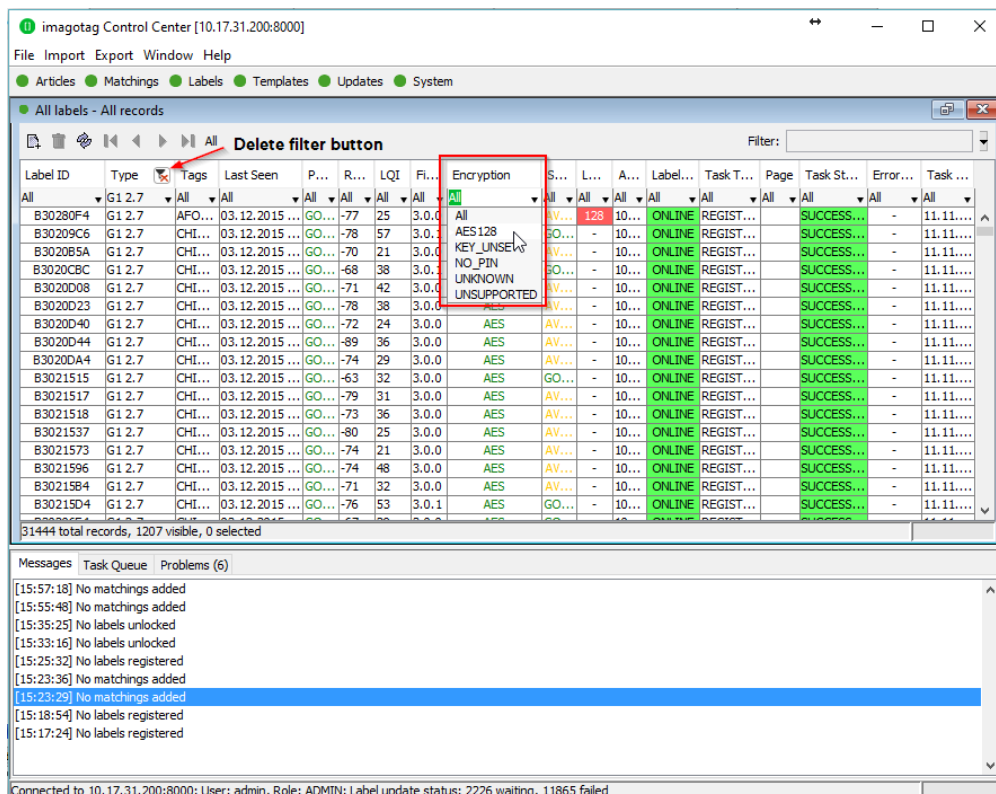 imagotag Control Center [10.17.31.200:8000]
File Import Export Window Help
Articles Matchings Labels Templates Updates System
All labels - All records
All Delete filter button Filter:
Label ID Type Tags Last Seen P... R... LQI Fi... Encryption S... L... A... Label... Task T... Page Task St... Error... Task ...
All G1 2.7 All All All All All All All All All All All All All All All All
B30280F4 G1 2.7 AFO... 03.12.2015 ... GO... -77 25 3.0.0 All AV... 128 10... ONLINE REGIST... SUCCESS... - 11.11....
B30209C6 G1 2.7 CHI... 03.12.2015 ... GO... -78 57 3.0.1 AES128 GO... - 10... ONLINE REGIST... SUCCESS... - 11.11....
B3020B5A G1 2.7 CHI... 03.12.2015 ... GO... -70 21 3.0.0 KEY_UNSET AV... - 10... ONLINE REGIST... SUCCESS... - 11.11....
B3020CBC G1 2.7 CHI... 03.12.2015 ... GO... -68 38 3.0.1 NO_PIN GO... - 10... ONLINE REGIST... SUCCESS... - 11.11....
B3020D08 G1 2.7 CHI... 03.12.2015 ... GO... -71 42 3.0.0 UNKNOWN AV... - 10... ONLINE REGIST... SUCCESS... - 11.11....
UNSUPPORTED
B3020D23 G1 2.7 CHI... 03.12.2015 ... GO... -78 38 3.0.0 AES AV... - 10... ONLINE REGIST... SUCCESS... - 11.11....
B3020D40 G1 2.7 CHI... 03.12.2015 ... GO... -72 24 3.0.0 AES AV... - 10... ONLINE REGIST... SUCCESS... - 11.11....
B3020D44 G1 2.7 CHI... 03.12.2015 ... GO... -89 36 3.0.0 AES AV... - 10... ONLINE REGIST... SUCCESS... - 11.11....
B3020DA4 G1 2.7 CHI... 03.12.2015 ... GO... -74 29 3.0.0 AES AV... - 10... ONLINE REGIST... SUCCESS... - 11.11....
B3021515 G1 2.7 CHI... 03.12.2015 ... GO... -63 32 3.0.0 AES GO... - 10... ONLINE REGIST... SUCCESS... - 11.11....
B3021517 G1 2.7 CHI... 03.12.2015 ... GO... -79 31 3.0.0 AES AV... - 10... ONLINE REGIST... SUCCESS... - 11.11....
B3021518 G1 2.7 CHI... 03.12.2015 ... GO... -73 36 3.0.0 AES AV... - 10... ONLINE REGIST... SUCCESS... - 11.11....
B3021537 G1 2.7 CHI... 03.12.2015 ... GO... -80 25 3.0.0 AES AV... - 10... ONLINE REGIST... SUCCESS... - 11.11....
B3021573 G1 2.7 CHI... 03.12.2015 ... GO... -74 21 3.0.0 AES AV... - 10... ONLINE REGIST... SUCCESS... - 11.11....
B3021596 G1 2.7 CHI... 03.12.2015 ... GO... -74 48 3.0.0 AES AV... - 10... ONLINE REGIST... SUCCESS... - 11.11....
B30215B4 G1 2.7 CHI... 03.12.2015 ... GO... -71 32 3.0.0 AES AV... - 10... ONLINE REGIST... SUCCESS... - 11.11....
B30215D4 G1 2.7 CHI... 03.12.2015 ... GO... -76 53 3.0.1 AES GO... - 10... ONLINE REGIST... SUCCESS... - 11.11....
31444 total records, 1207 visible, 0 selected
Messages Task Queue Problems (6)
[15:57:18] No matchings added
[15:55:48] No matchings added
[15:35:25] No labels unlocked
[15:33:16] No labels unlocked
[15:25:32] No labels registered
[15:23:36] No matchings added
[15:23:29] No matchings added
[15:18:54] No labels registered
[15:17:24] No labels registered
Connected to 10.17.31.200:8000; User: admin, Role: ADMIN; Label update status: 2226 waiting, 11865 failed